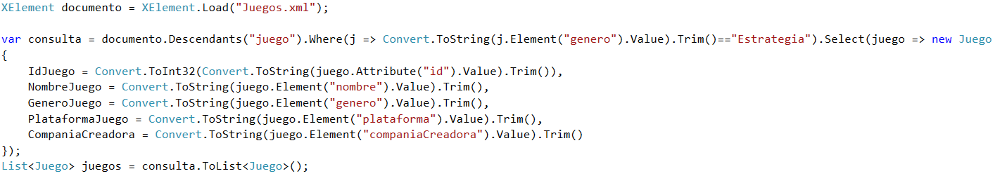 XElement documento = XElement.Load("Juegos.xml");
var consulta = documento.Descendants("juego").Where(j => Convert.ToString(j.Element("genero").Value).Trim()=="Estrategia").Select(juego => new Juego
{
    IdJuego = Convert.ToInt32(Convert.ToString(juego.Attribute("id").Value).Trim()),
    NombreJuego = Convert.ToString(juego.Element("nombre").Value).Trim(),
    GeneroJuego = Convert.ToString(juego.Element("genero").Value).Trim(),
    PlataformaJuego = Convert.ToString(juego.Element("plataforma").Value).Trim(),
    CompaniaCreadora = Convert.ToString(juego.Element("companiaCreadora").Value).Trim()
});
List<Juego> juegos = consulta.ToList<Juego>();